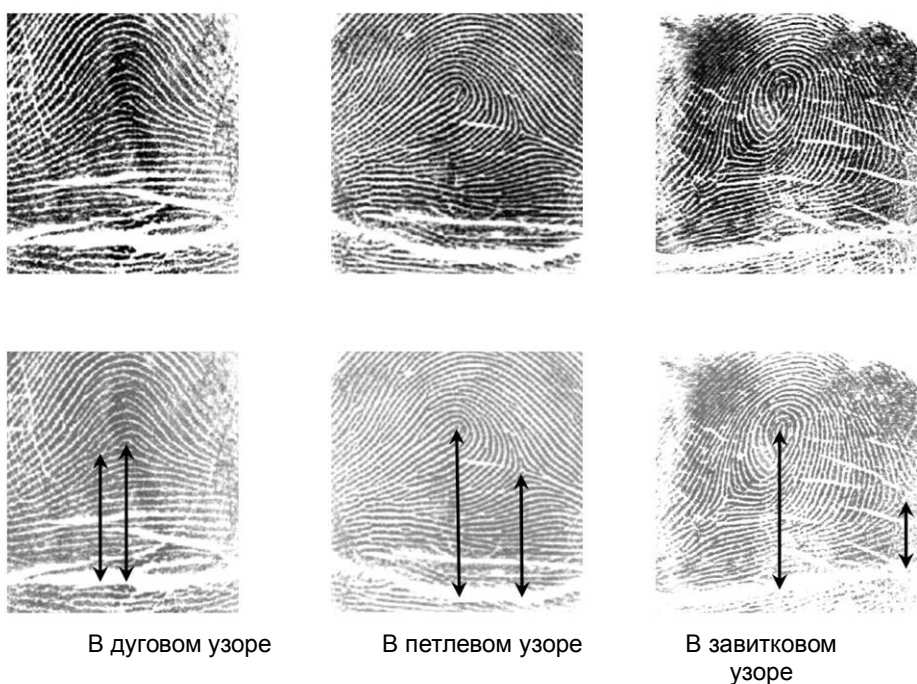 В дуговом узоре
В петлевом узоре
В завитковом
узоре